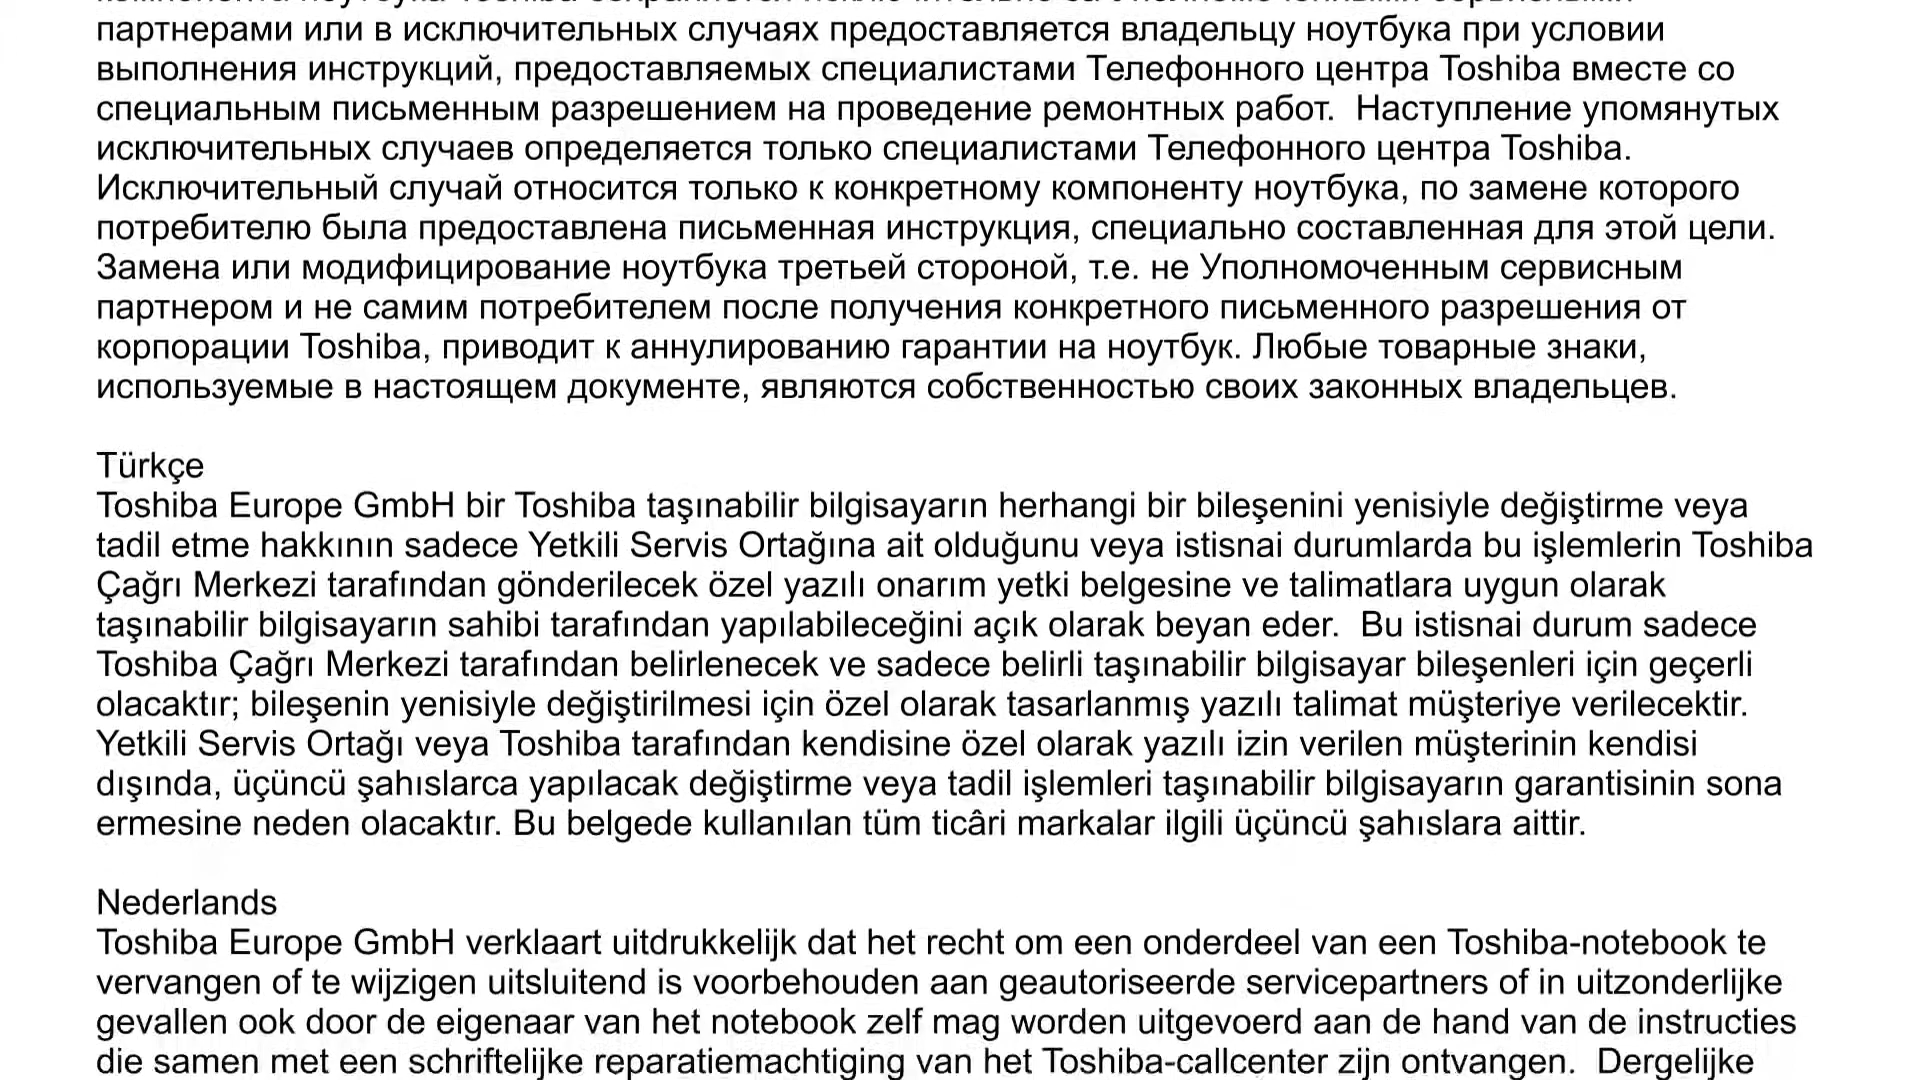 партнерами или в исключительных случаях предоставляется владельцу ноутбука при условии
выполнения инструкций, предоставляемых специалистами Телефонного центра Toshiba вместе со
специальным письменным разрешением на проведение ремонтных работ.  Наступление упомянутых
исключительных случаев определяется только специалистами Телефонного центра Toshiba.
Исключительный случай относится только к конкретному компоненту ноутбука, по замене которого
потребителю была предоставлена письменная инструкция, специально составленная для этой цели.
Замена или модифицирование ноутбука третьей стороной, т.е. не Уполномоченным сервисным
партнером и не самим потребителем после получения конкретного письменного разрешения от
корпорации Toshiba, приводит к аннулированию гарантии на ноутбук. Любые товарные знаки,
используемые в настоящем документе, являются собственностью своих законных владельцев.
Türkçe
Toshiba Europe GmbH bir Toshiba taşınabilir bilgisayarın herhangi bir bileşenini yenisiyle değiştirme veya
tadil etme hakkının sadece Yetkili Servis Ortağına ait olduğunu veya istisnai durumlarda bu işlemlerin Toshiba
Çağrı Merkezi tarafından gönderilecek özel yazılı onarım yetki belgesine ve talimatlara uygun olarak
taşınabilir bilgisayarın sahibi tarafından yapılabileceğini açık olarak beyan eder.  Bu istisnai durum sadece
Toshiba Çağrı Merkezi tarafından belirlenecek ve sadece belirli taşınabilir bilgisayar bileşenleri için geçerli
olacaktır; bileşenin yenisiyle değiştirilmesi için özel olarak tasarlanmış yazılı talimat müşteriye verilecektir.
Yetkili Servis Ortağı veya Toshiba tarafından kendisine özel olarak yazılı izin verilen müşterinin kendisi
dışında, üçüncü şahıslarca yapılacak değiştirme veya tadil işlemleri taşınabilir bilgisayarın garantisinin sona
ermesine neden olacaktır. Bu belgede kullanılan tüm ticâri markalar ilgili üçüncü şahıslara aittir.
Nederlands
Toshiba Europe GmbH verklaart uitdrukkelijk dat het recht om een onderdeel van een Toshiba-notebook te
vervangen of te wijzigen uitsluitend is voorbehouden aan geautoriseerde servicepartners of in uitzonderlijke
gevallen ook door de eigenaar van het notebook zelf mag worden uitgevoerd aan de hand van de instructies
die samen met een schriftelijke reparatiemachtiging van het Toshiba-callcenter zijn ontvangen.  Dergelijke